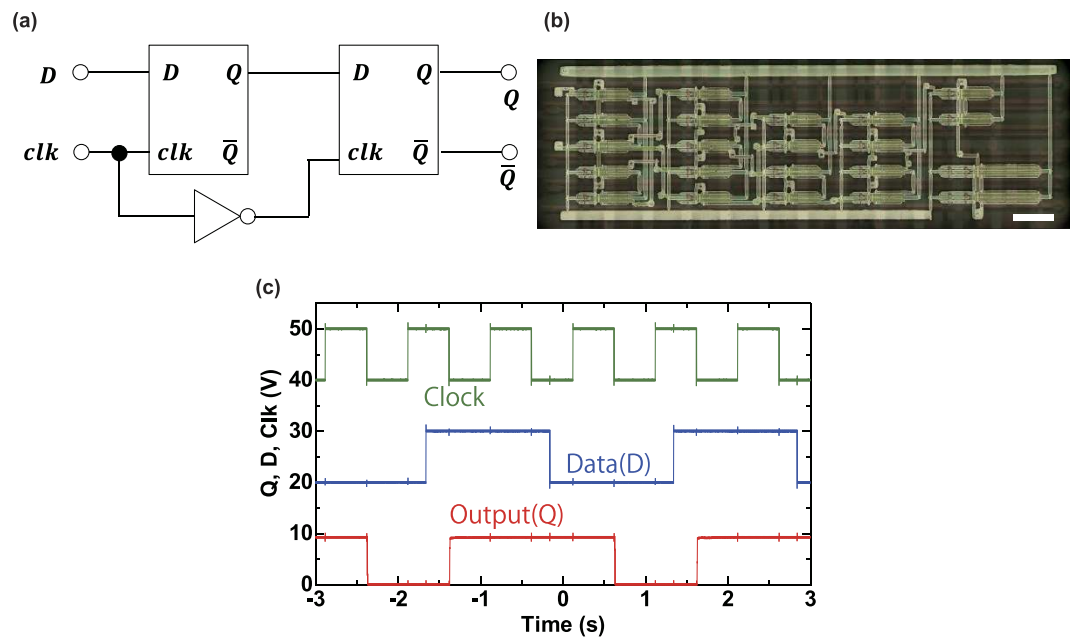 (a)
D
D
Q
D
Q
Q
clk
clk
Q̅
clk
Q̅
Q̅
(b)
(c)
Q, D, Clk (V)
50
40
30
20
10
0
Clock
Data(D)
Output(Q)
-3
-2
-1
0
1
2
3
Time (s)